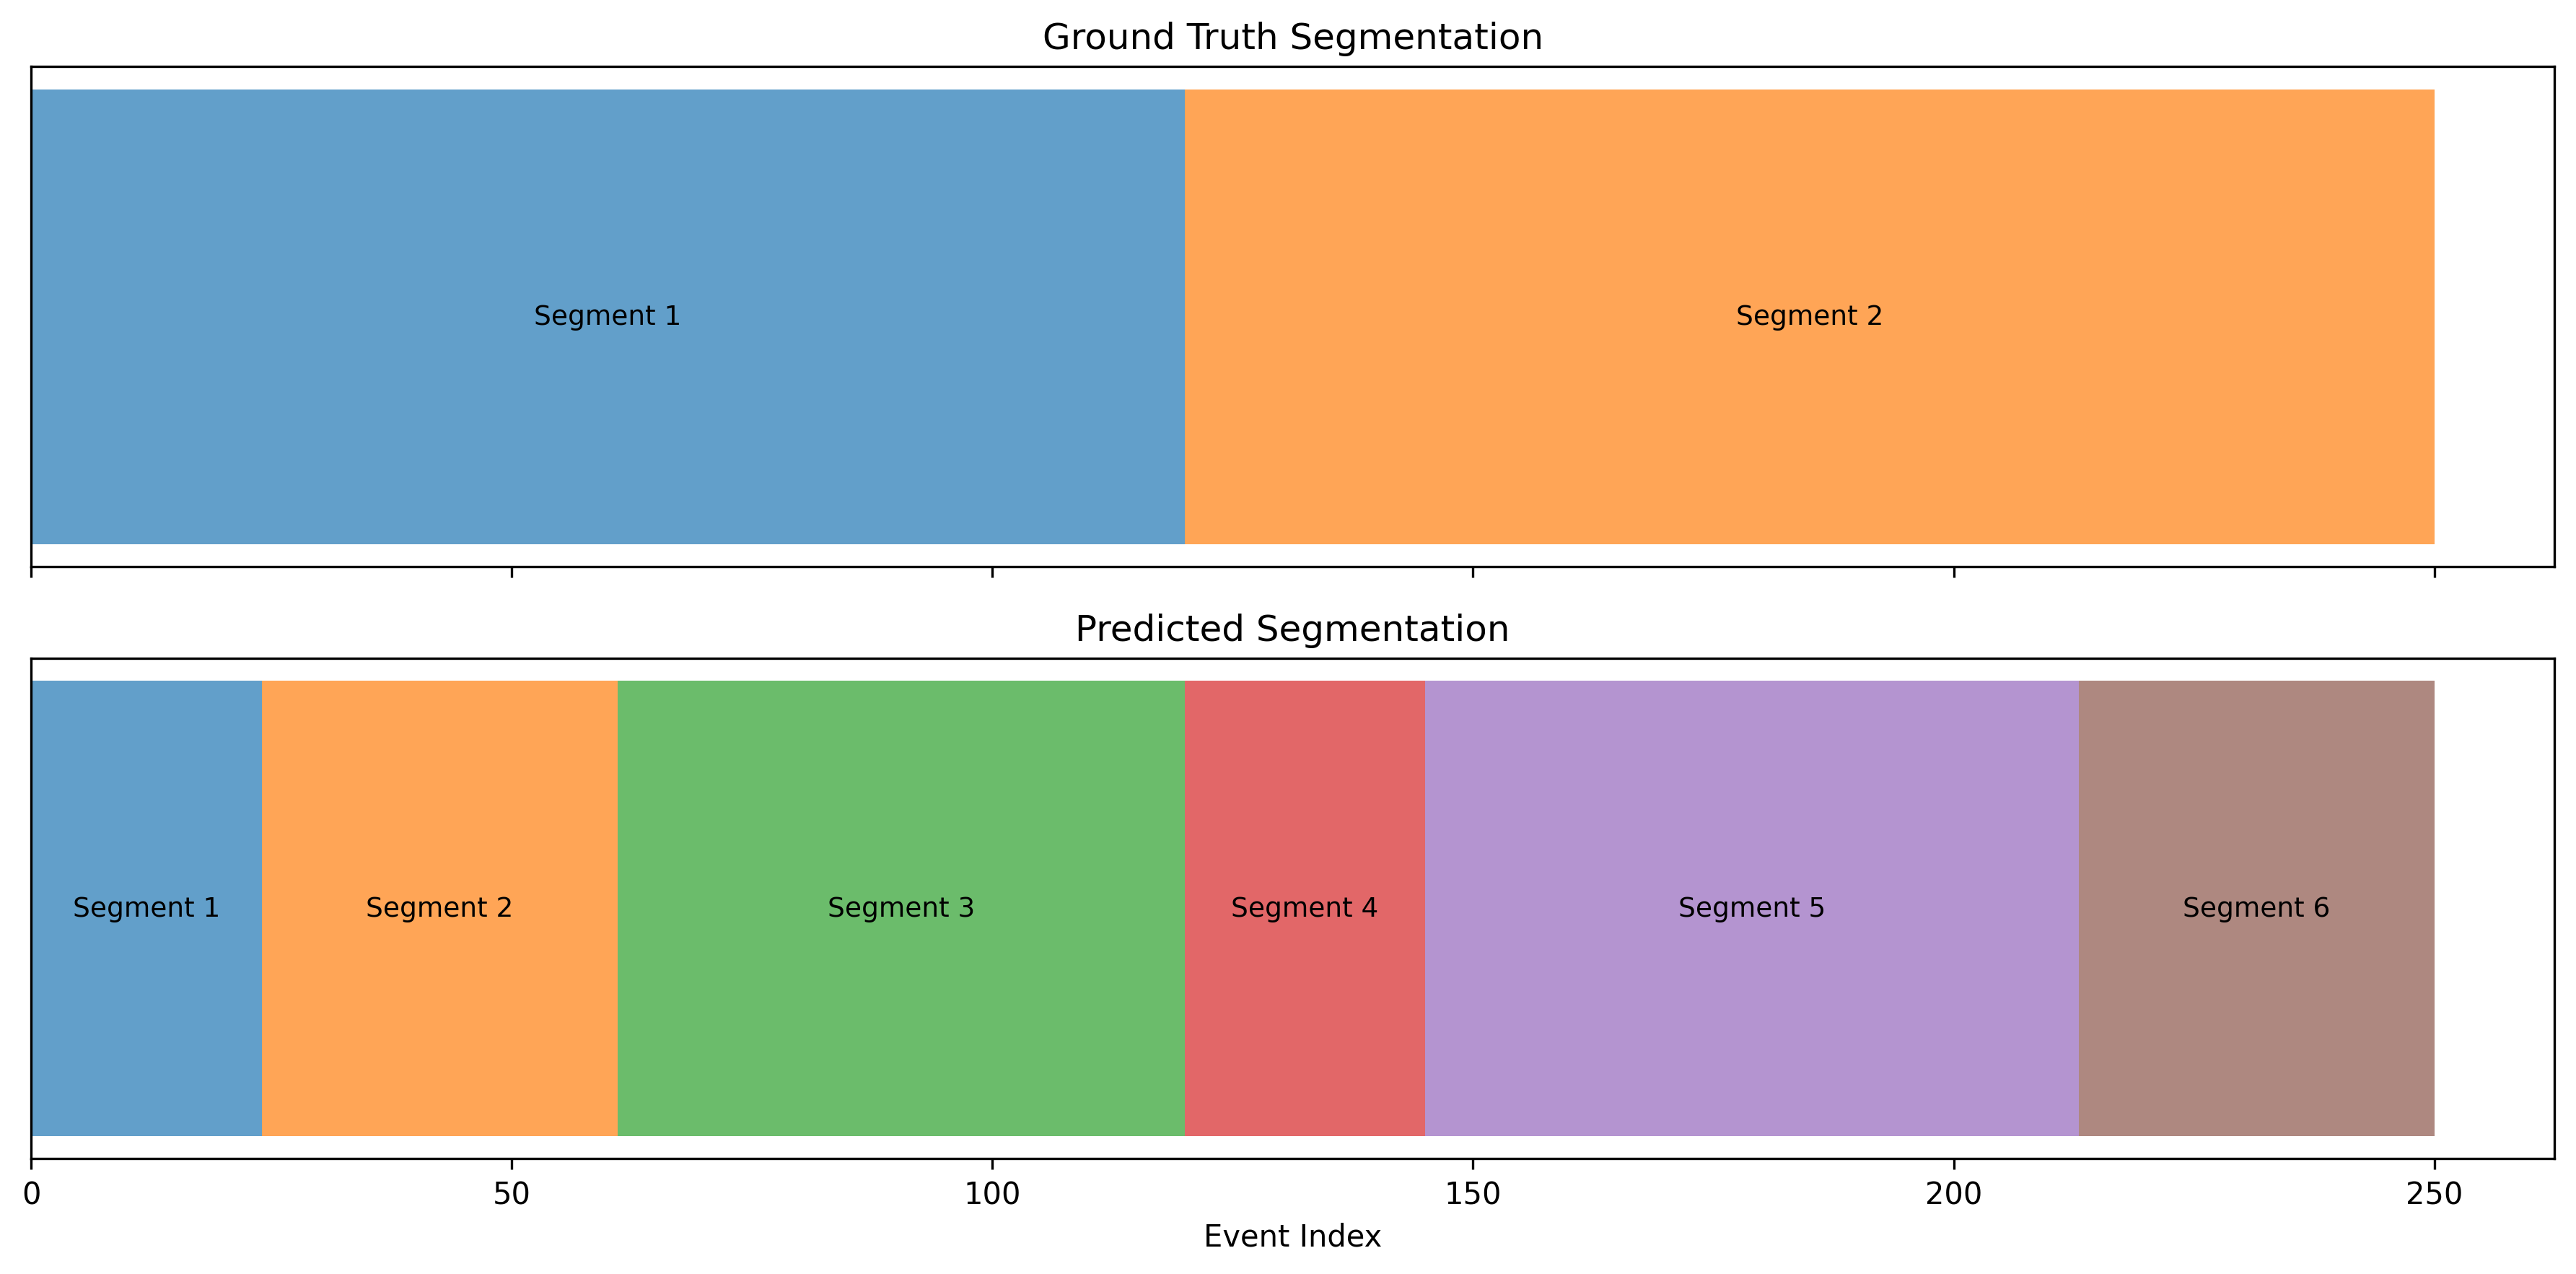 Ground Truth Segmentation
Segment 1 Segment 2
Predicted Segmentation
Segment 1 Segment 2 Segment 3 Segment 4 Segment 5 Segment 6
0 50 100 150 200 250
Event Index